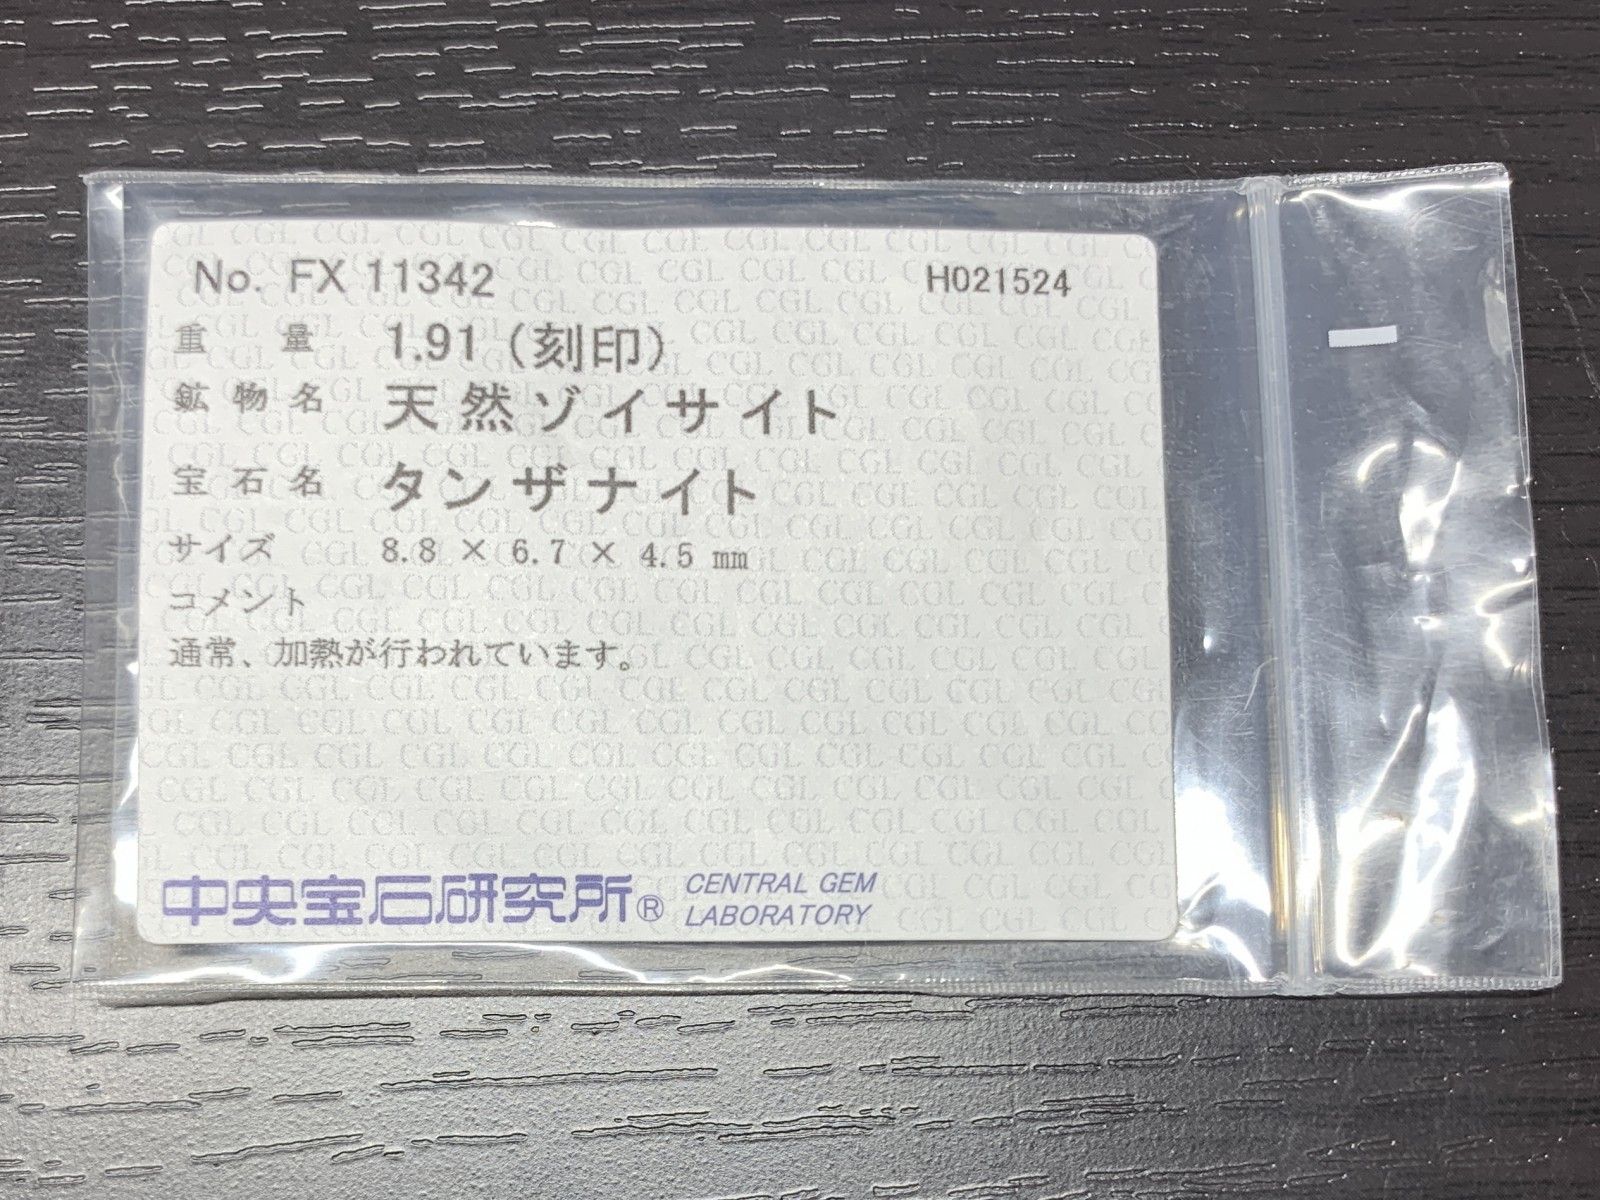 No. FX 11342 H021524
重量 1.91 (刻印)
鉱物名 天然ゾイサイト
宝石名 タンザナイト
サイズ 8.8 × 6.7 × 4.5 mm
コメント
通常、加熱が行われています。
中央宝石研究所® CENTRAL GEM
LABORATORY